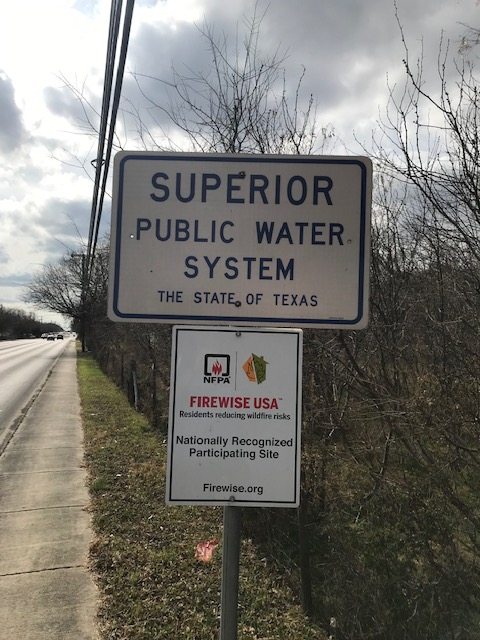 SUPERIOR
PUBLIC WATER
SYSTEM
THE STATE OF TEXAS
NFPA
FIREWISE USA™
Residents reducing wildfire risks
Nationally Recognized
Participating Site
Firewise.org